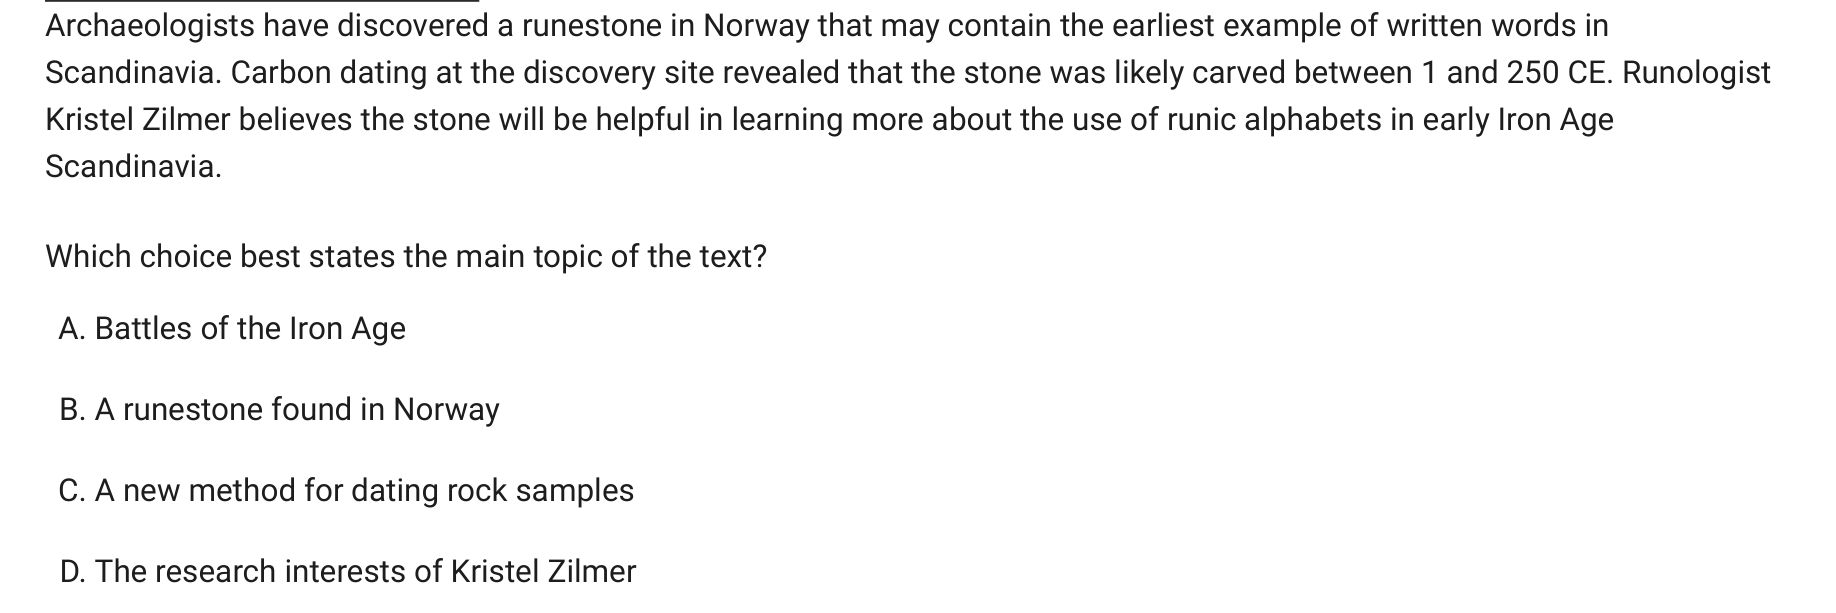 Archaeologists have discovered a runestone in Norway that may contain the earliest example of written words in
Scandinavia. Carbon dating at the discovery site revealed that the stone was likely carved between 1 and 250 CE. Runologist
Kristel Zilmer believes the stone will be helpful in learning more about the use of runic alphabets in early Iron Age
Scandinavia.
Which choice best states the main topic of the text?
A. Battles of the Iron Age
B. A runestone found in Norway
C. A new method for dating rock samples
D. The research interests of Kristel Zilmer